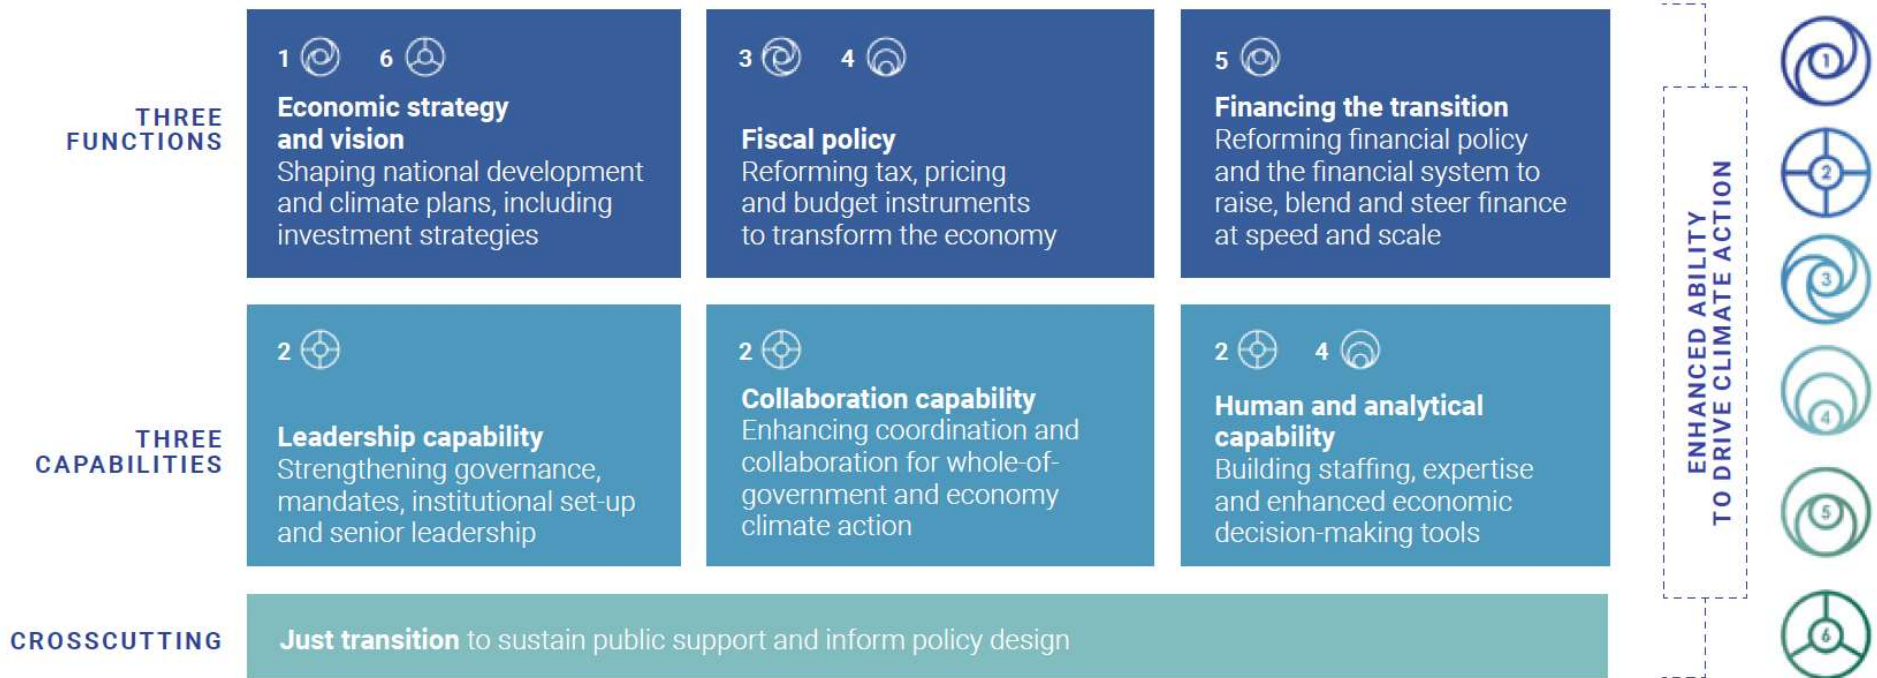 THREE
FUNCTIONS
1 6
Economic strategy
and vision
Shaping national development
and climate plans, including
investment strategies
3 4
Fiscal policy
Reforming tax, pricing
and budget instruments
to transform the economy
5
Financing the transition
Reforming financial policy
and the financial system to
raise, blend and steer finance
at speed and scale
THREE
CAPABILITIES
2
Leadership capability
Strengthening governance,
mandates, institutional set-up
and senior leadership
2
Collaboration capability
Enhancing coordination and
collaboration for whole-of-
government and economy
climate action
2 4
Human and analytical
capability
Building staffing, expertise
and enhanced economic
decision-making tools
CROSSCUTTING
Just transition to sustain public support and inform policy design
ENHANCED ABILITY
TO DRIVE CLIMATE ACTION
1
2
3
4
5
6